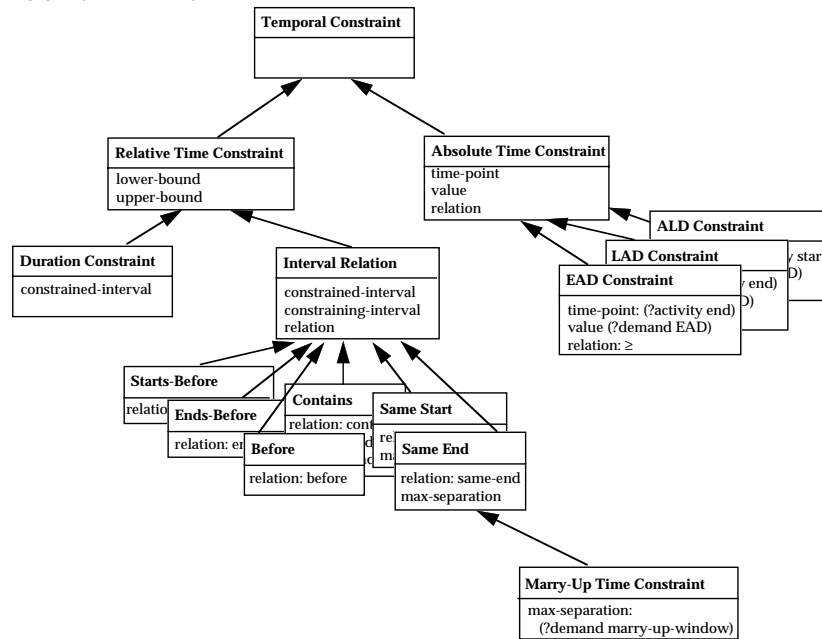 Temporal Constraint
Relative Time Constraint
lower-bound
upper-bound
Absolute Time Constraint
time-point
value
relation
Duration Constraint
constrained-interval
Interval Relation
constrained-interval
constraining-interval
relation
ALD Constraint
LAD Constraint
EAD Constraint
time-point: (?activity end)
value (?demand EAD)
relation: ≥
end)
Starts-Before
Ends-Before
Before
relation: before
Contains
relation:
Same Start
Same End
relation: same-end
max-separation
Marry-Up Time Constraint
max-separation:
(?demand marry-up-window)